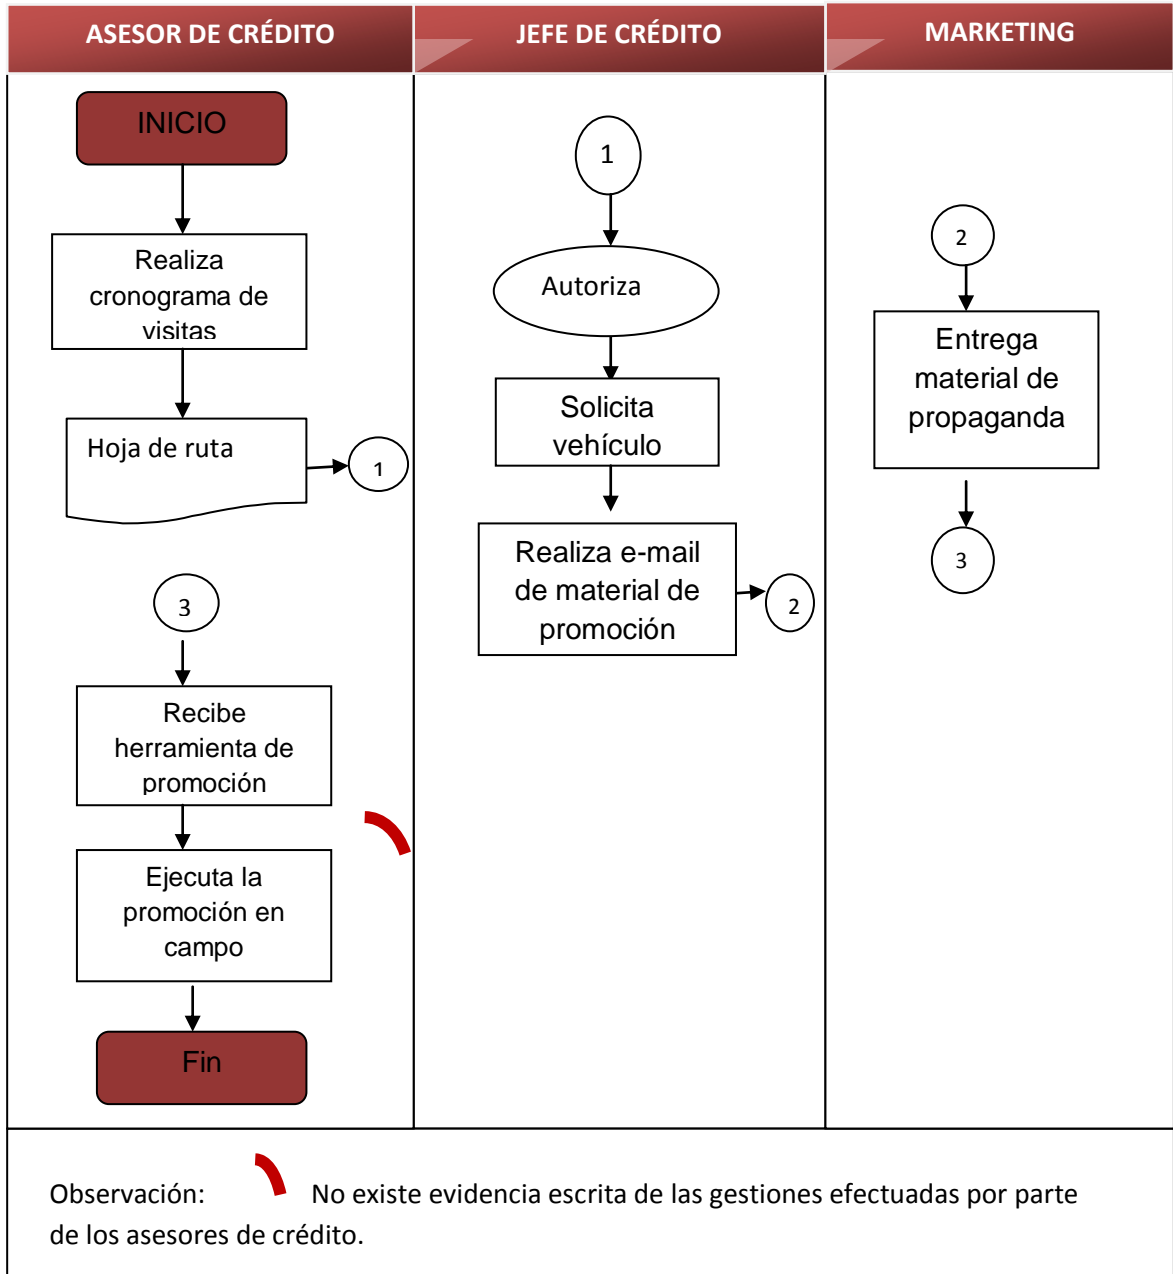 ASESOR DE CRÉDITO
JEFE DE CRÉDITO
MARKETING
INICIO
Realiza
cronograma de
visitas
Hoja de ruta
1
3
Recibe
herramienta de
promoción
Ejecuta la
promoción en
campo
Fin
1
Autoriza
Solicita
vehículo
Realiza e-mail
de material de
promoción
2
2
Entrega
material de
propaganda
3
Observación: No existe evidencia escrita de las gestiones efectuadas por parte
de los asesores de crédito.